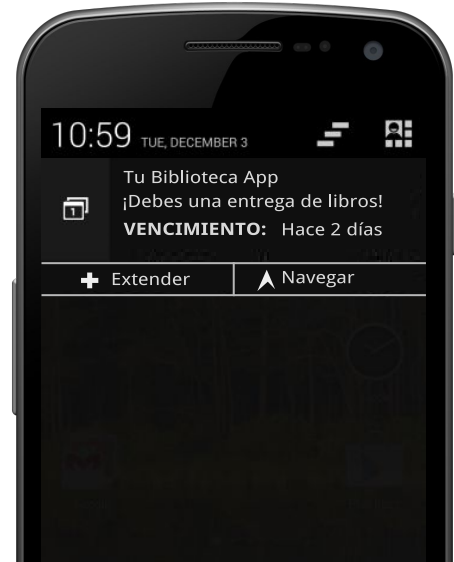 10:59 TUE, DECEMBER 3
Tu Biblioteca App
¡Debes una entrega de libros!
1
VENCIMIENTO: Hace 2 días
Extender Navegar